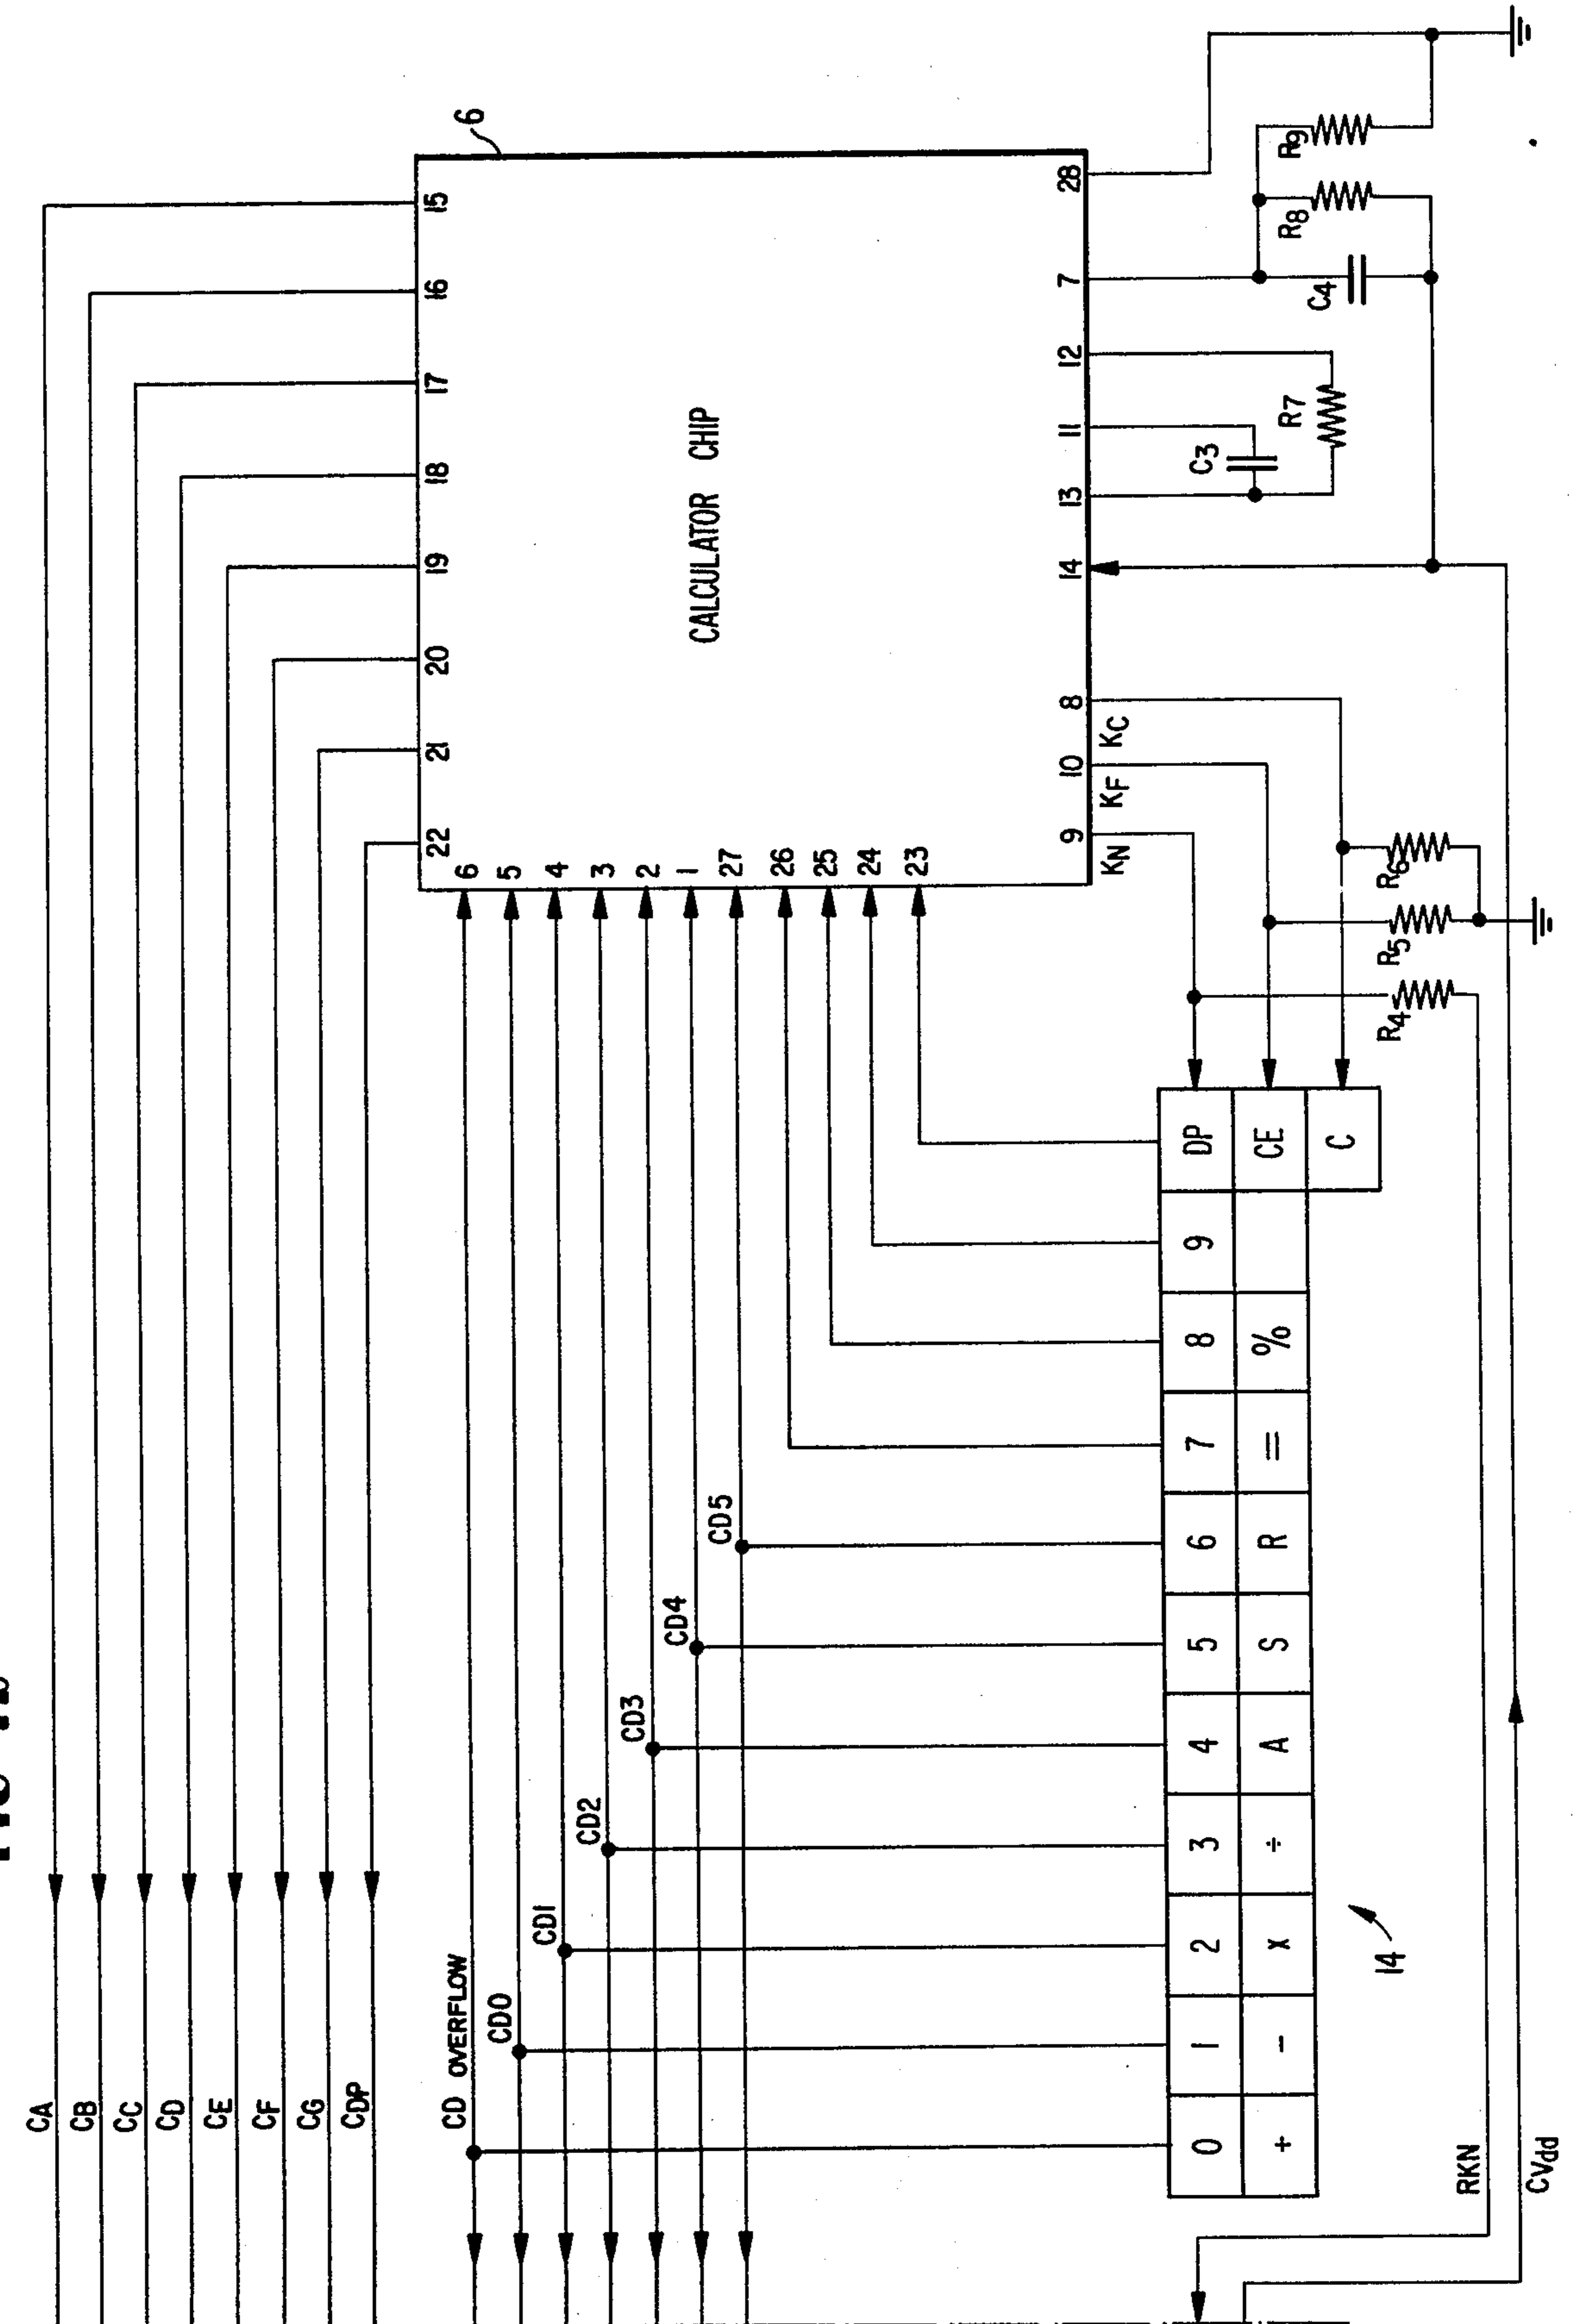 6
15
16
17
18
19
20
21
22
6
5
4
3
2
1
27
26
25
24
23
CALCULATOR CHIP
9
10
8
14
13
11
12
7
28
KN
KF
KC
C3
R7
C4
R8
R9
R4
R5
R6
CA
CB
CC
CD
CE
CF
CG
CDP
CD OVERFLOW
CD0
CD1
CD2
CD3
CD4
CD5
0 1 2 3 4 5 6 7 8 9 DP
+ - x ÷ A S R = % CE
C
14
RKN
CVdd